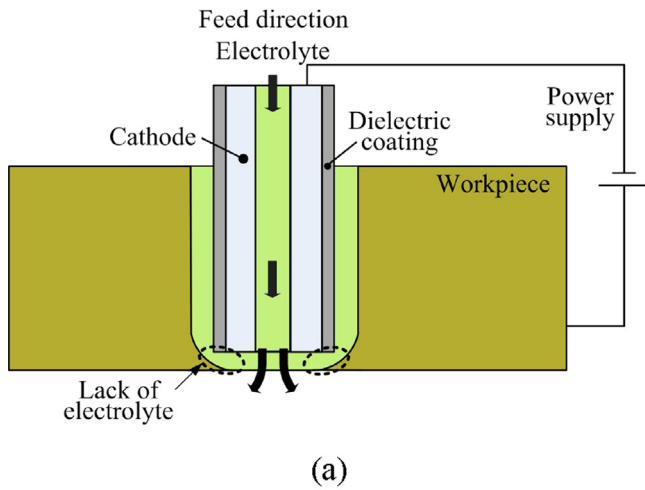 Feed direction
Electrolyte
Cathode
Dielectric
coating
Power
supply
Workpiece
Lack of
electrolyte
(a)